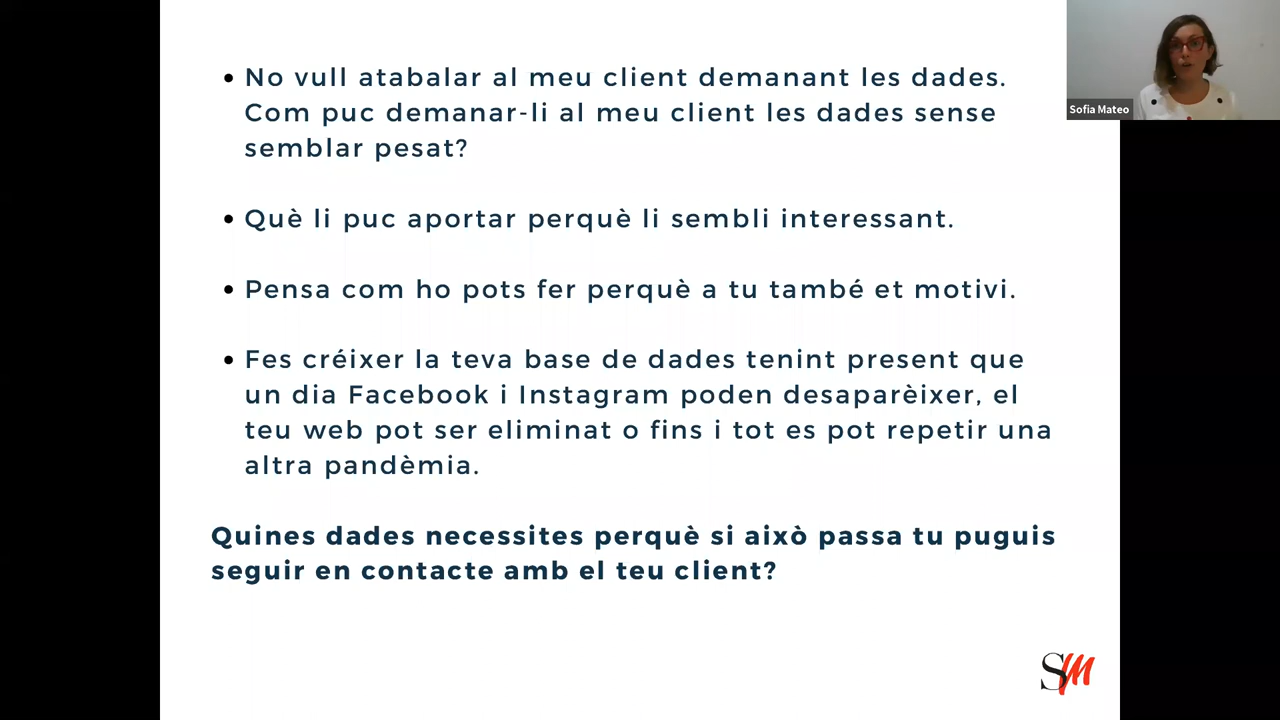 No vull atabalar al meu client demanant les dades.
Com puc demanar-li al meu client les dades sense
semblar pesat?
Què li puc aportar perquè li sembli interessant.
Pensa com ho pots fer perquè a tu també et motivi.
Fes créixer la teva base de dades tenint present que
un dia Facebook i Instagram poden desaparèixer, el
teu web pot ser eliminat o fins i tot es pot repetir una
altra pandèmia.
Quines dades necessites perquè si això passa tu puguis
seguir en contacte amb el teu client?
Sofia Mateo
SM